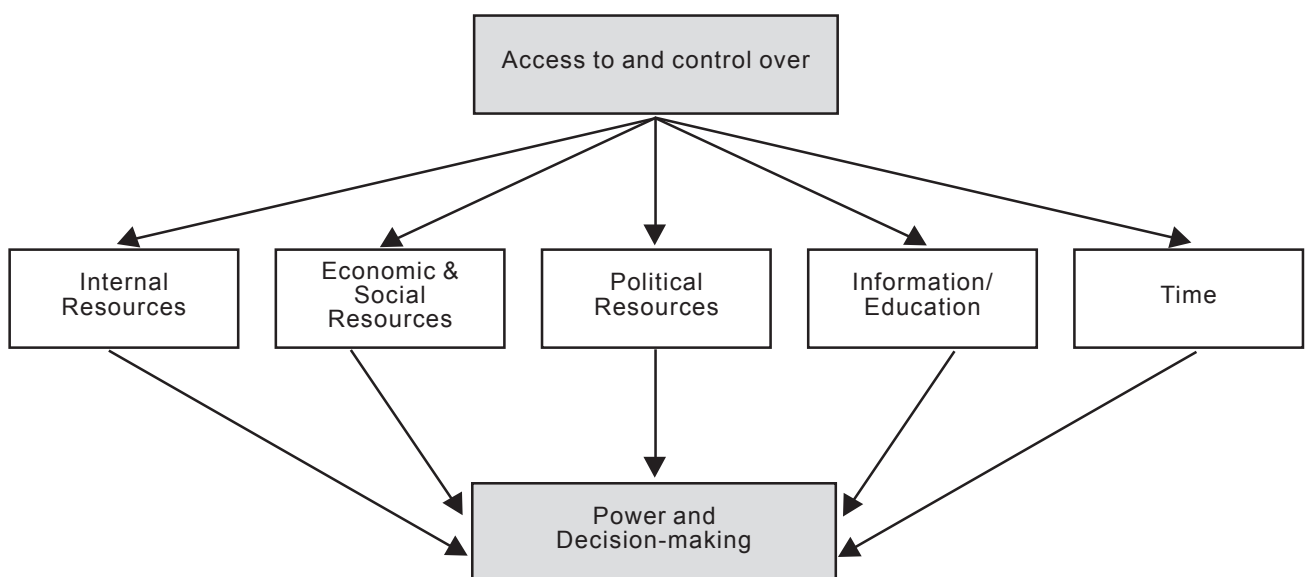 Access to and control over
Internal
Resources
Economic &
Social
Resources
Political
Resources
Information/
Education
Time
Power and
Decision-making